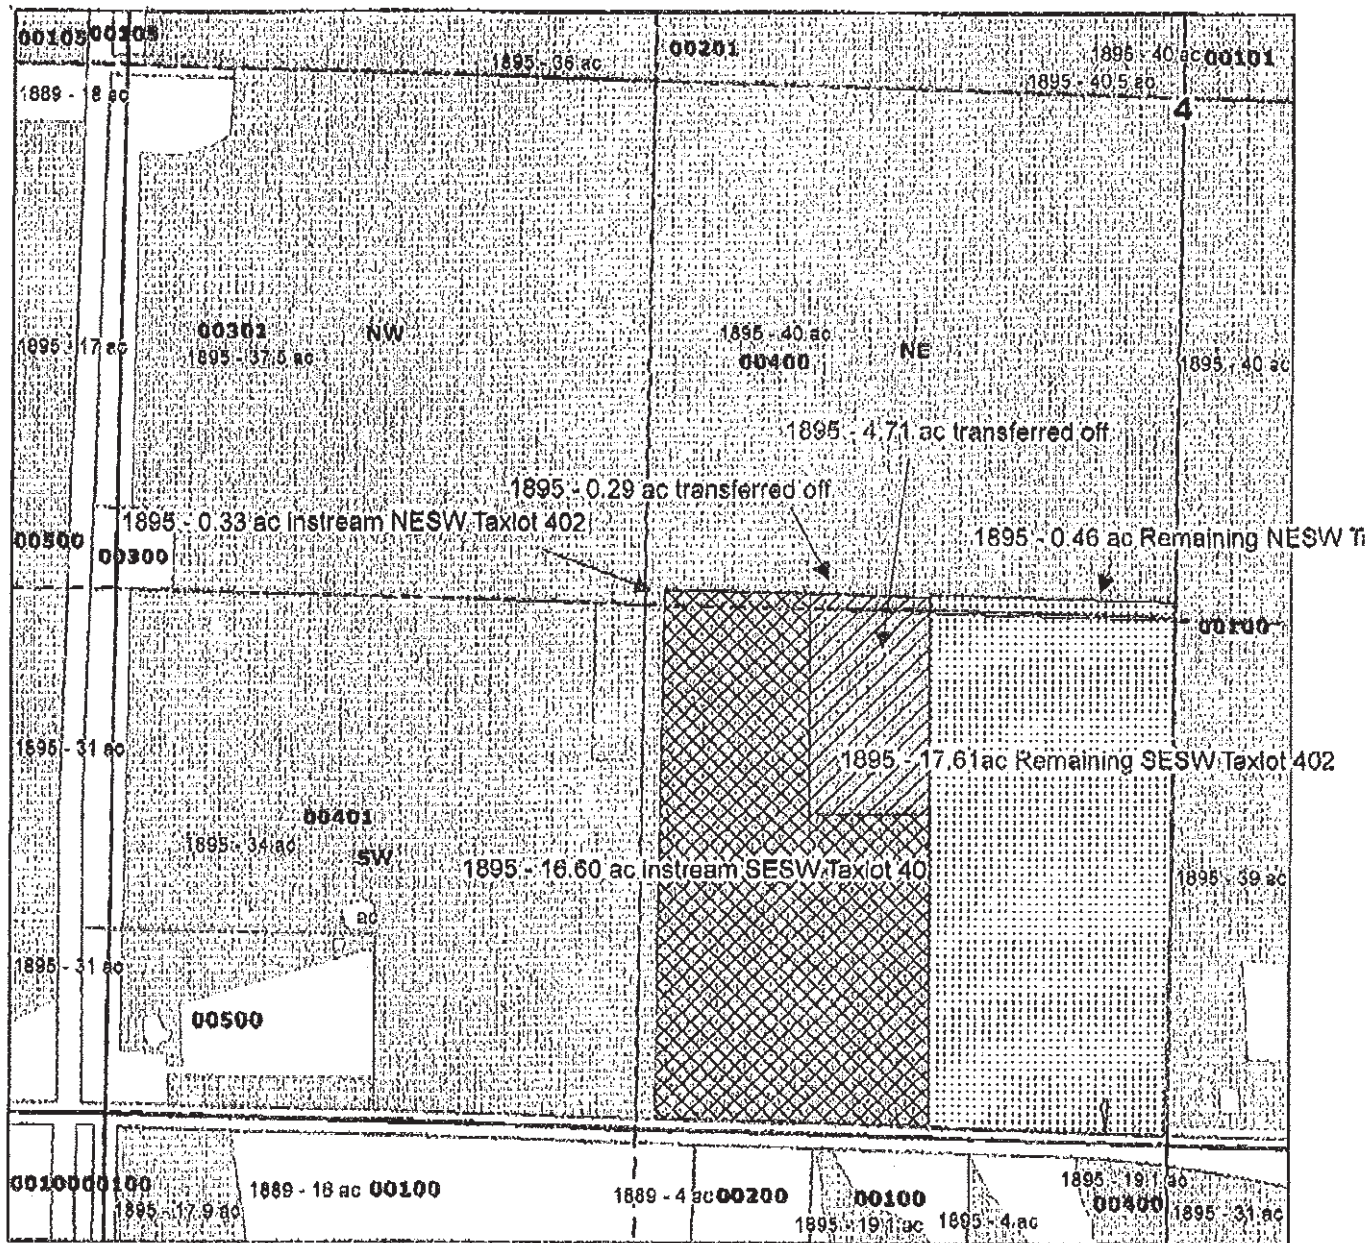 00105
00105
00201
1895 - 40 ac 00101
1895 - 36 ac
1895 - 40.5 ac
1889 - 18 ac
4
00301
NW
1895 - 37.5 ac
1895 - 17 ac
1895 - 40 ac
00400
NE
1895 - 40 ac
1895 - 4.71 ac transferred off
1895 - 0.29 ac transferred off
1895 - 0.33 ac instream NESW Taxlot 402
1895 - 0.46 ac Remaining NESW
00500
00300
00100
1895 - 31 ac
1895 - 17.61ac Remaining SESW Taxlot 402
00401
1895 - 34 ac
SW
1895 - 16.60 ac instream SESW Taxlot 40
1895 - 39 ac
ac
1895 - 31 ac
00500
00100
00100
1889 - 18 ac 00100
1889 - 4 ac 00200
00100
1895 - 19.1 ac
00400
1895 - 17.9 ac
1895 - 19.1 ac
1895 - 4 ac
1895 - 31 ac